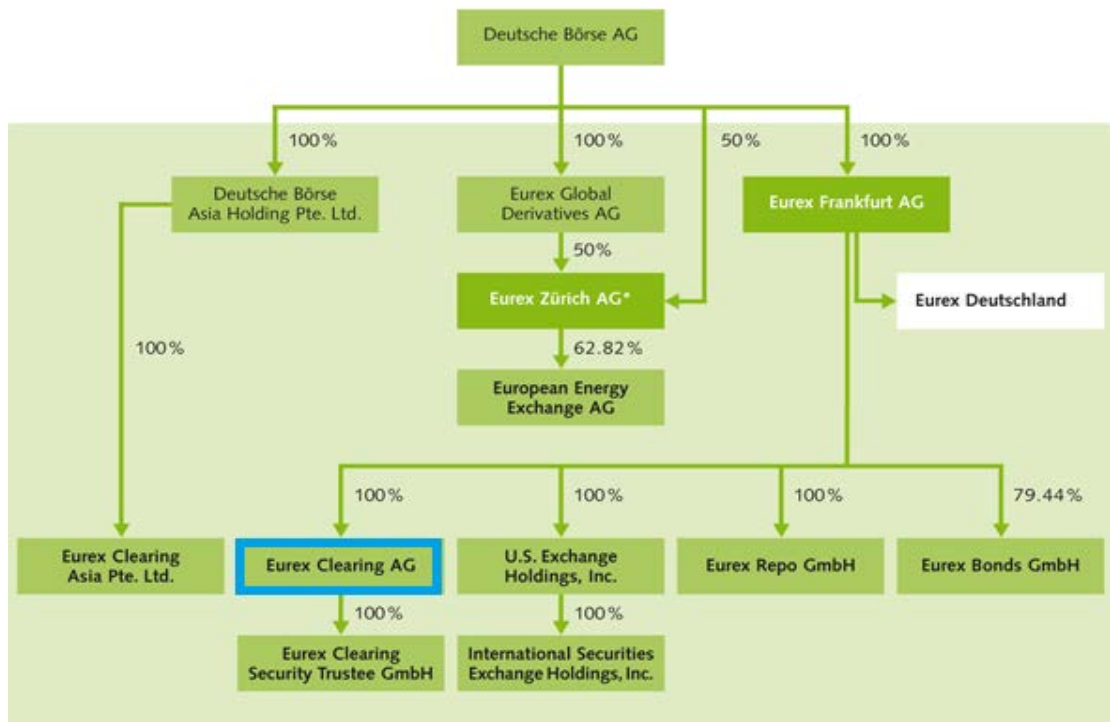 Deutsche Börse AG
100%
100%
50%
100%
Deutsche Börse
Asia Holding Pte. Ltd.
Eurex Global
Derivatives AG
Eurex Frankfurt AG
50%
Eurex Zürich AG*
Eurex Deutschland
100%
62.82%
European Energy
Exchange AG
100%
100%
100%
79.44%
Eurex Clearing
Asia Pte. Ltd.
Eurex Clearing AG
U.S. Exchange
Holdings, Inc.
Eurex Repo GmbH
Eurex Bonds GmbH
100%
100%
Eurex Clearing
Security Trustee GmbH
International Securities
Exchange Holdings, Inc.